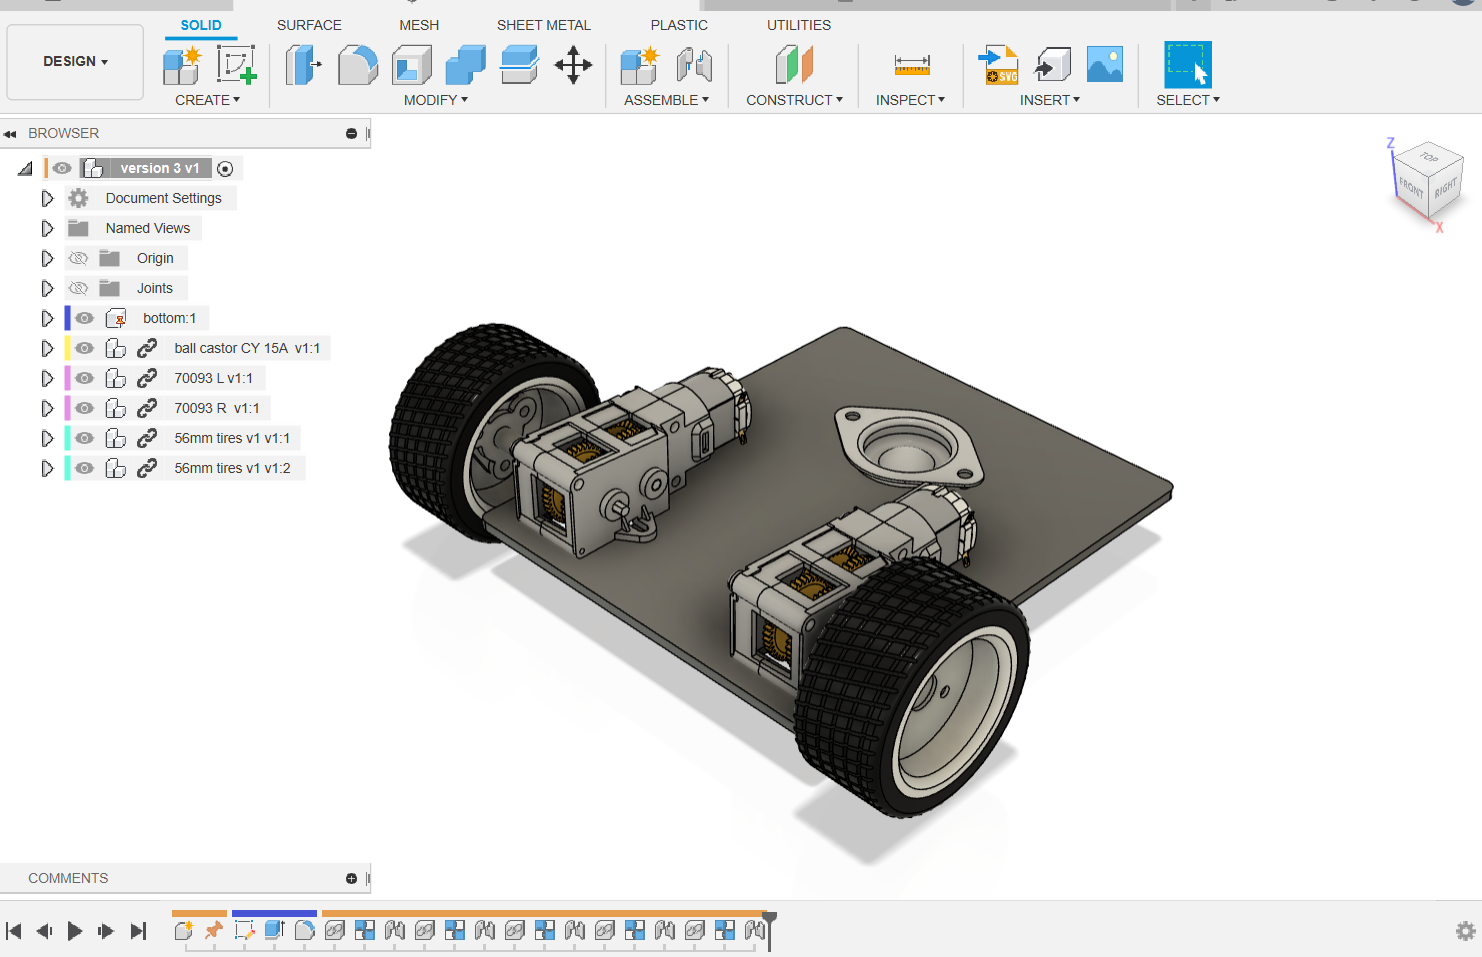 SOLID SURFACE MESH SHEET METAL PLASTIC UTILITIES
DESIGN
SVG
CREATE MODIFY ASSEMBLE CONSTRUCT INSPECT INSERT SELECT
BROWSER
version 3 v1
Document Settings
Named Views
Origin
Joints
bottom:1
ball castor CY 15A v1:1
70093 L v1:1
70093 R v1:1
56mm tires v1 v1:1
56mm tires v1 v1:2
Z
TOP
FRONT
RIGHT
X
COMMENTS